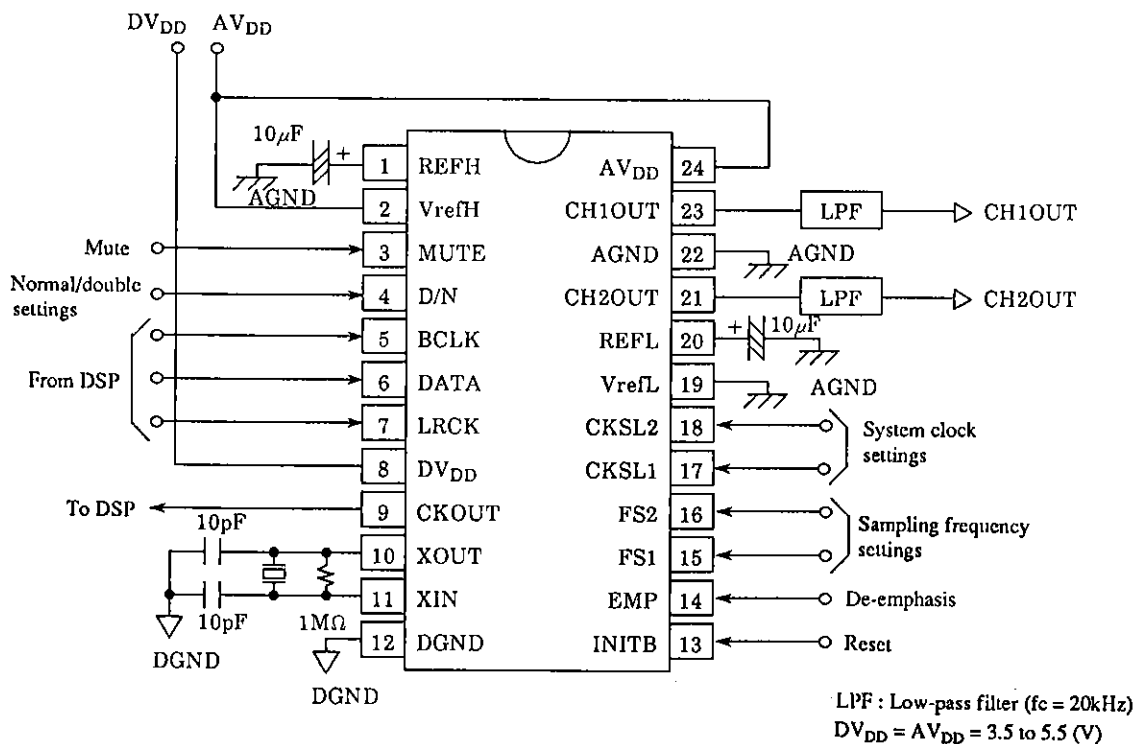 DVDD AVDD
10μF
+
AGND
1 REFH
2 VrefH
Mute
3 MUTE
Normal/double
settings
4 D/N
From DSP
5 BCLK
6 DATA
7 LRCK
8 DVDD
To DSP
9 CKOUT
10pF
10 XOUT
11 XIN
10pF
1MΩ
12 DGND
DGND
DGND
AVDD 24
CH1OUT 23
LPF
CH1OUT
AGND 22
AGND
CH2OUT 21
LPF
CH2OUT
REFL 20
+
10μF
VrefL 19
AGND
CKSL2 18
CKSL1 17
System clock
settings
FS2 16
FS1 15
Sampling frequency
settings
EMP 14
De-emphasis
INITB 13
Reset
LPF : Low-pass filter (fc = 20kHz)
DVDD = AVDD = 3.5 to 5.5 (V)